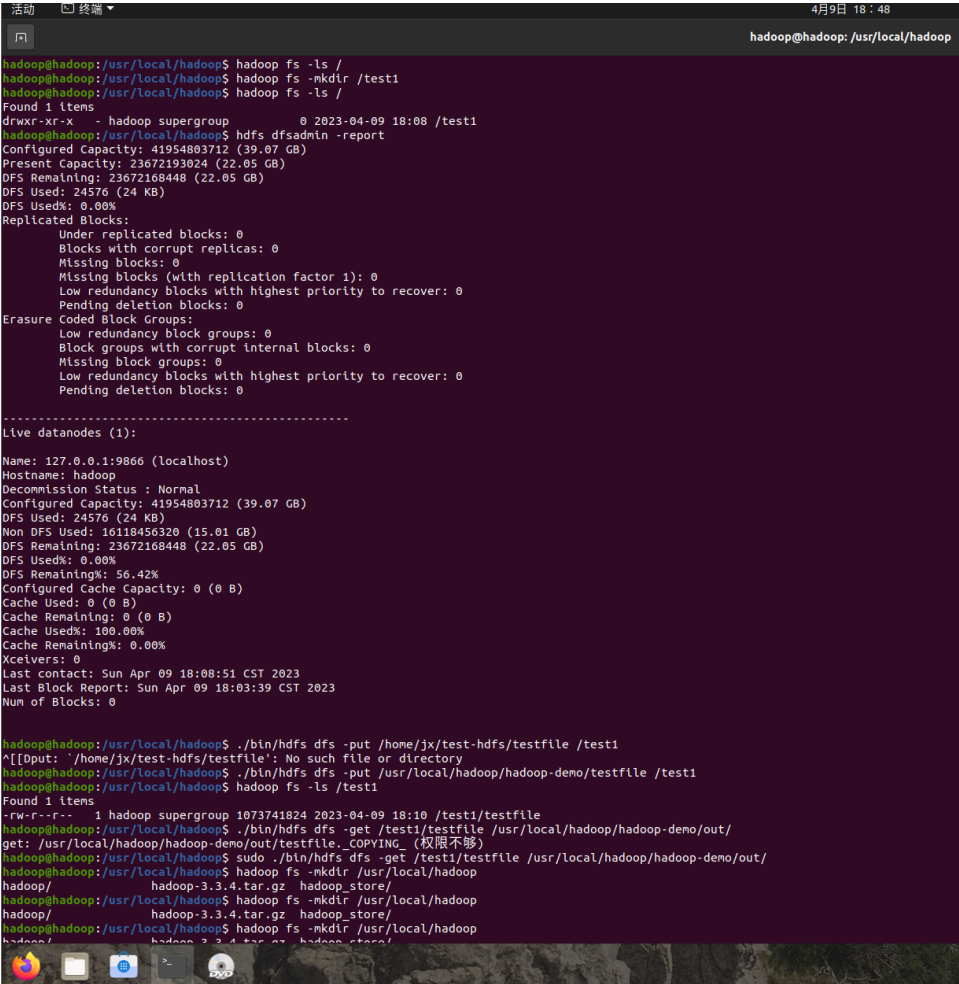 活动 终端
4月9日 18：48
hadoop@hadoop: /usr/local/hadoop
hadoop@hadoop:/usr/local/hadoop$ hadoop fs -ls /
hadoop@hadoop:/usr/local/hadoop$ hadoop fs -mkdir /test1
hadoop@hadoop:/usr/local/hadoop$ hadoop fs -ls /
Found 1 items
drwxr-xr-x   - hadoop supergroup          0 2023-04-09 18:08 /test1
hadoop@hadoop:/usr/local/hadoop$ hdfs dfsadmin -report
Configured Capacity: 41954803712 (39.07 GB)
Present Capacity: 23672193024 (22.05 GB)
DFS Remaining: 23672168448 (22.05 GB)
DFS Used: 24576 (24 KB)
DFS Used%: 0.00%
Replicated Blocks:
        Under replicated blocks: 0
        Blocks with corrupt replicas: 0
        Missing blocks: 0
        Missing blocks (with replication factor 1): 0
        Low redundancy blocks with highest priority to recover: 0
        Pending deletion blocks: 0
Erasure Coded Block Groups:
        Low redundancy block groups: 0
        Block groups with corrupt internal blocks: 0
        Missing block groups: 0
        Low redundancy blocks with highest priority to recover: 0
        Pending deletion blocks: 0
-------------------------------------------------
Live datanodes (1):
Name: 127.0.0.1:9866 (localhost)
Hostname: hadoop
Decommission Status : Normal
Configured Capacity: 41954803712 (39.07 GB)
DFS Used: 24576 (24 KB)
Non DFS Used: 16118456320 (15.01 GB)
DFS Remaining: 23672168448 (22.05 GB)
DFS Used%: 0.00%
DFS Remaining%: 56.42%
Configured Cache Capacity: 0 (0 B)
Cache Used: 0 (0 B)
Cache Remaining: 0 (0 B)
Cache Used%: 100.00%
Cache Remaining%: 0.00%
Xceivers: 0
Last contact: Sun Apr 09 18:08:51 CST 2023
Last Block Report: Sun Apr 09 18:03:39 CST 2023
Num of Blocks: 0
hadoop@hadoop:/usr/local/hadoop$ ./bin/hdfs dfs -put /home/jx/test-hdfs/testfile /test1
^[[Dput: `/home/jx/test-hdfs/testfile': No such file or directory
hadoop@hadoop:/usr/local/hadoop$ ./bin/hdfs dfs -put /usr/local/hadoop/hadoop-demo/testfile /test1
hadoop@hadoop:/usr/local/hadoop$ hadoop fs -ls /test1
Found 1 items
-rw-r--r--   1 hadoop supergroup 1073741824 2023-04-09 18:10 /test1/testfile
hadoop@hadoop:/usr/local/hadoop$ ./bin/hdfs dfs -get /test1/testfile /usr/local/hadoop/hadoop-demo/out/
get: /usr/local/hadoop/hadoop-demo/out/testfile._COPYING_ (权限不够)
hadoop@hadoop:/usr/local/hadoop$ sudo ./bin/hdfs dfs -get /test1/testfile /usr/local/hadoop/hadoop-demo/out/
hadoop@hadoop:/usr/local/hadoop$ hadoop fs -mkdir /usr/local/hadoop
hadoop/              hadoop-3.3.4.tar.gz  hadoop_store/
hadoop@hadoop:/usr/local/hadoop$ hadoop fs -mkdir /usr/local/hadoop
hadoop/              hadoop-3.3.4.tar.gz  hadoop_store/
hadoop@hadoop:/usr/local/hadoop$ hadoop fs -mkdir /usr/local/hadoop
hadoop/              hadoop-3.3.4.tar.gz  hadoop_store/
DVD